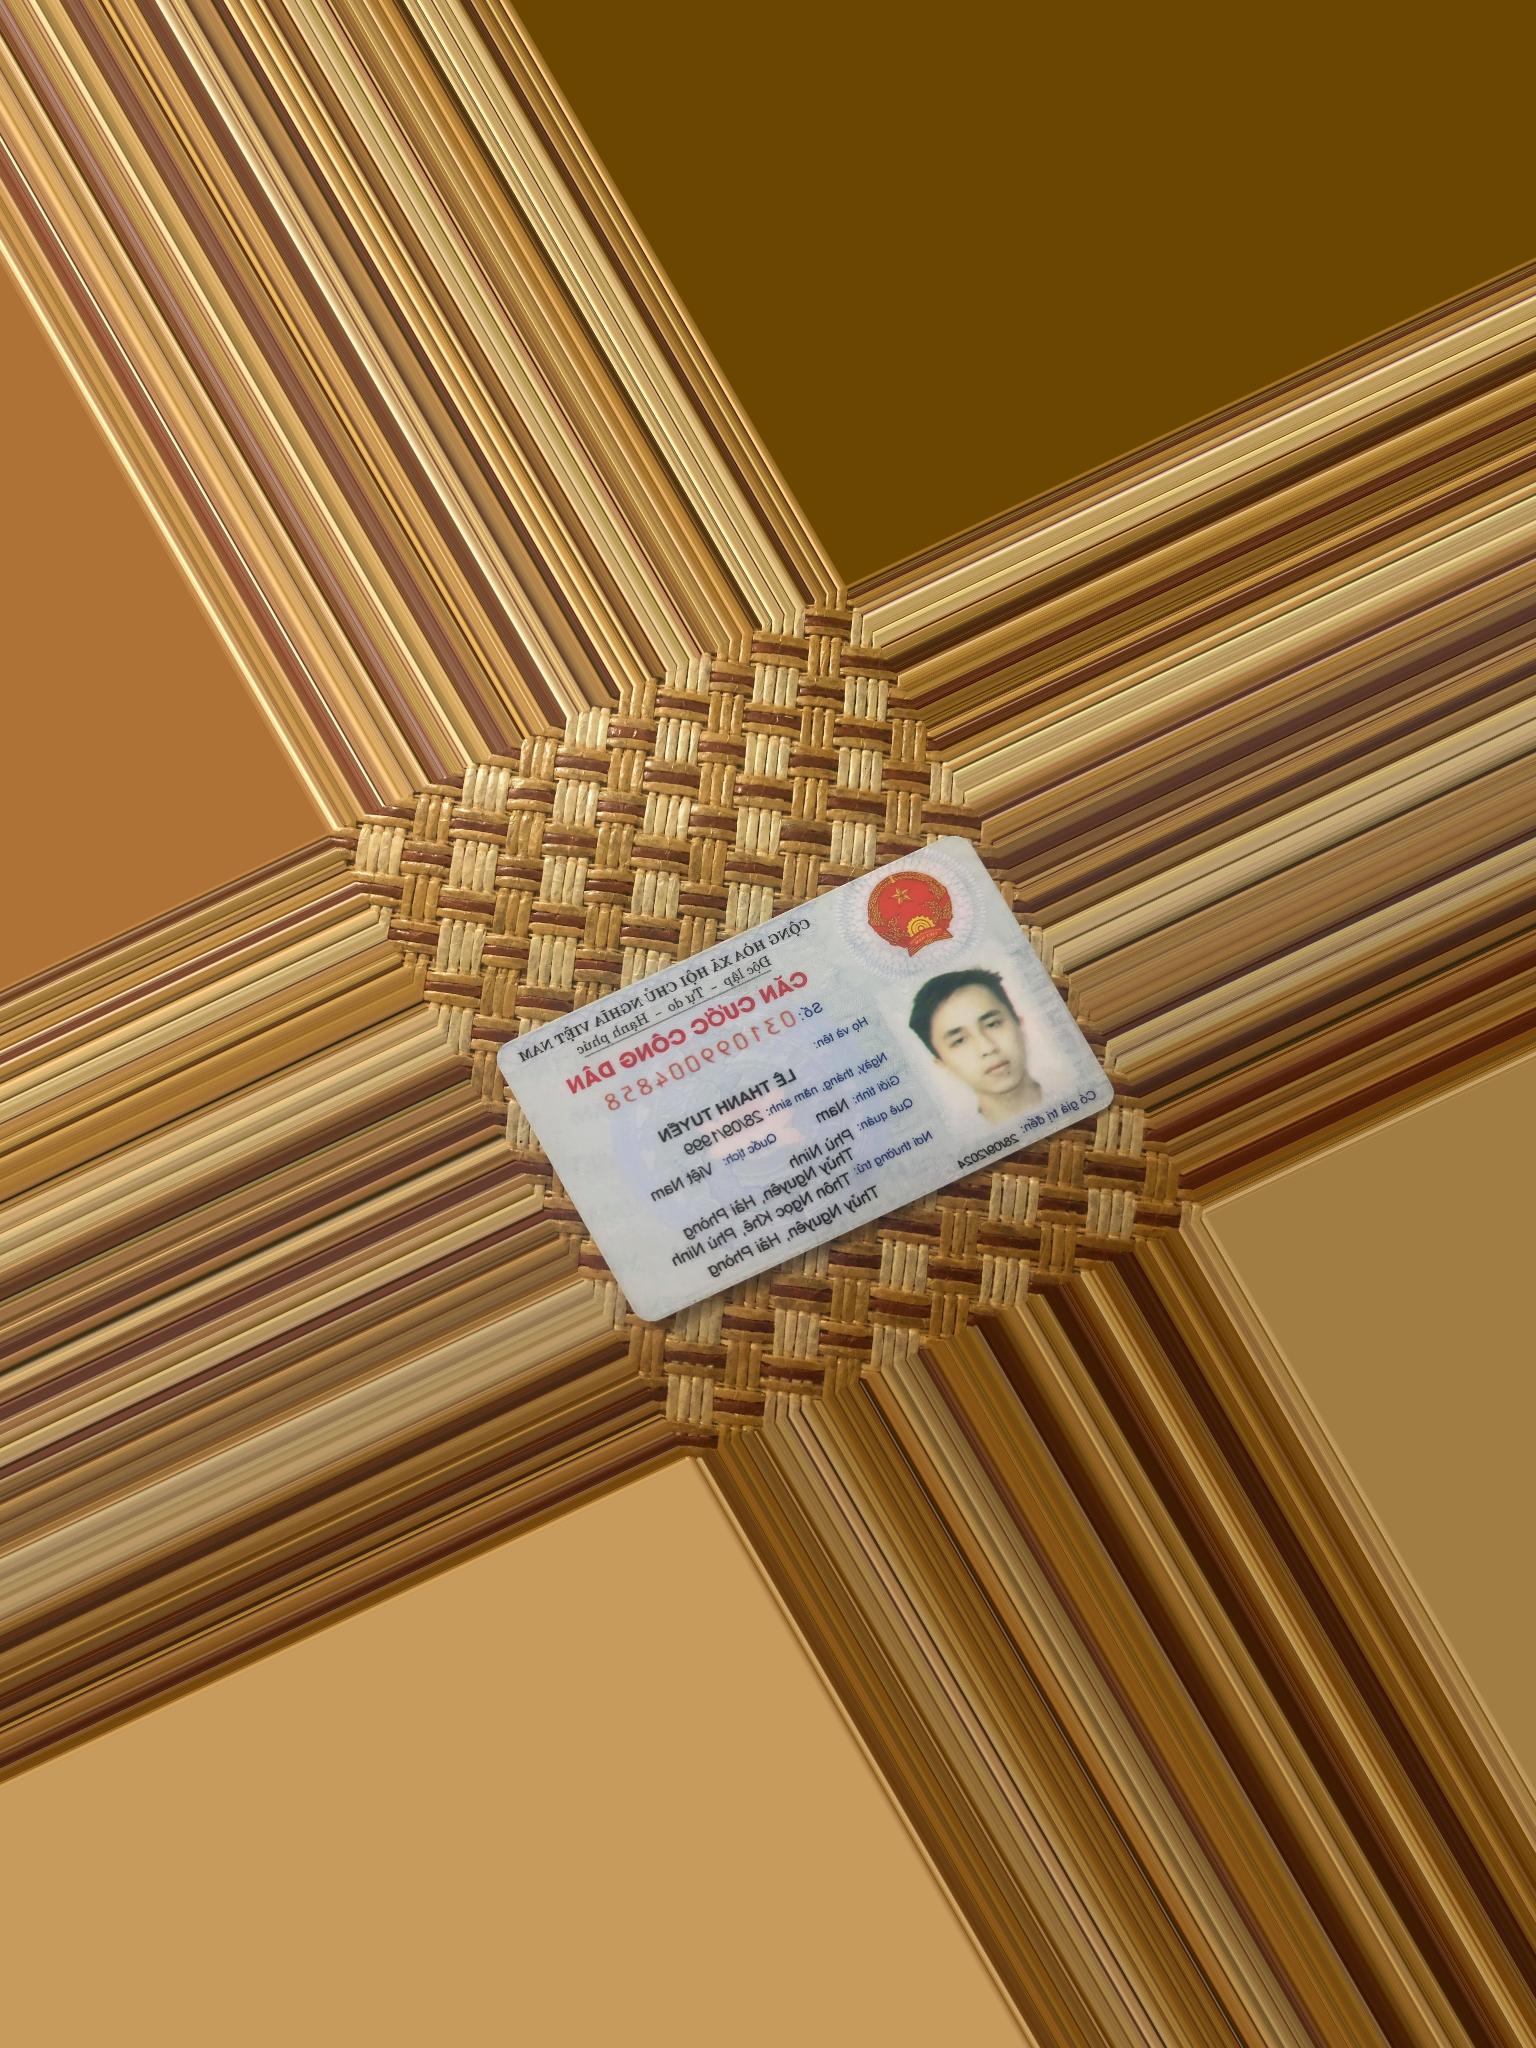 CỘNG HÒA XÃ HỘI CHỦ NGHĨA VIỆT NAM
Độc lập - Tự do - Hạnh phúc
CĂN CƯỚC CÔNG DÂN
Số: 031099004858
Họ và tên:
LÊ THANH TUYỀN
Ngày, tháng, năm sinh: 28/09/1999
Giới tính: Nam Quốc tịch: Việt Nam
Quê quán: Phù Ninh
Thủy Nguyên, Hải Phòng
Nơi thường trú: Thôn Ngọc Khê, Phù Ninh
Thủy Nguyên, Hải Phòng
Có giá trị đến: 28/09/2024